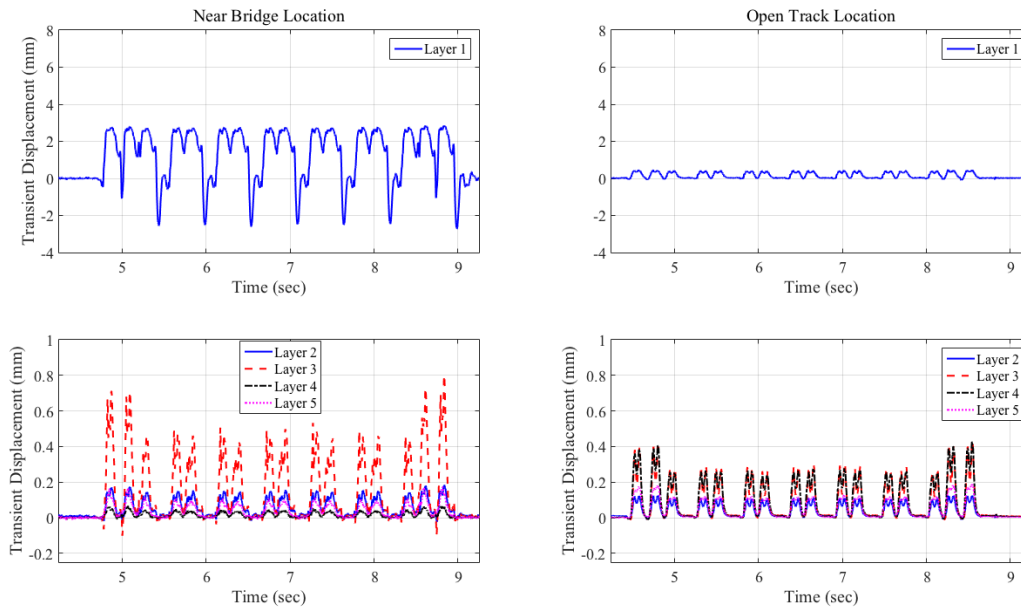 Near Bridge Location
8
6
4
2
0
-2
-4
Transient Displacement (mm)
Layer 1
5
6
7
8
9
Time (sec)
Open Track Location
8
6
4
2
0
-2
-4
Transient Displacement (mm)
Layer 1
5
6
7
8
9
Time (sec)
1
0.8
0.6
0.4
0.2
0
-0.2
Transient Displacement (mm)
Layer 2
Layer 3
Layer 4
Layer 5
5
6
7
8
9
Time (sec)
1
0.8
0.6
0.4
0.2
0
-0.2
Transient Displacement (mm)
Layer 2
Layer 3
Layer 4
Layer 5
5
6
7
8
9
Time (sec)